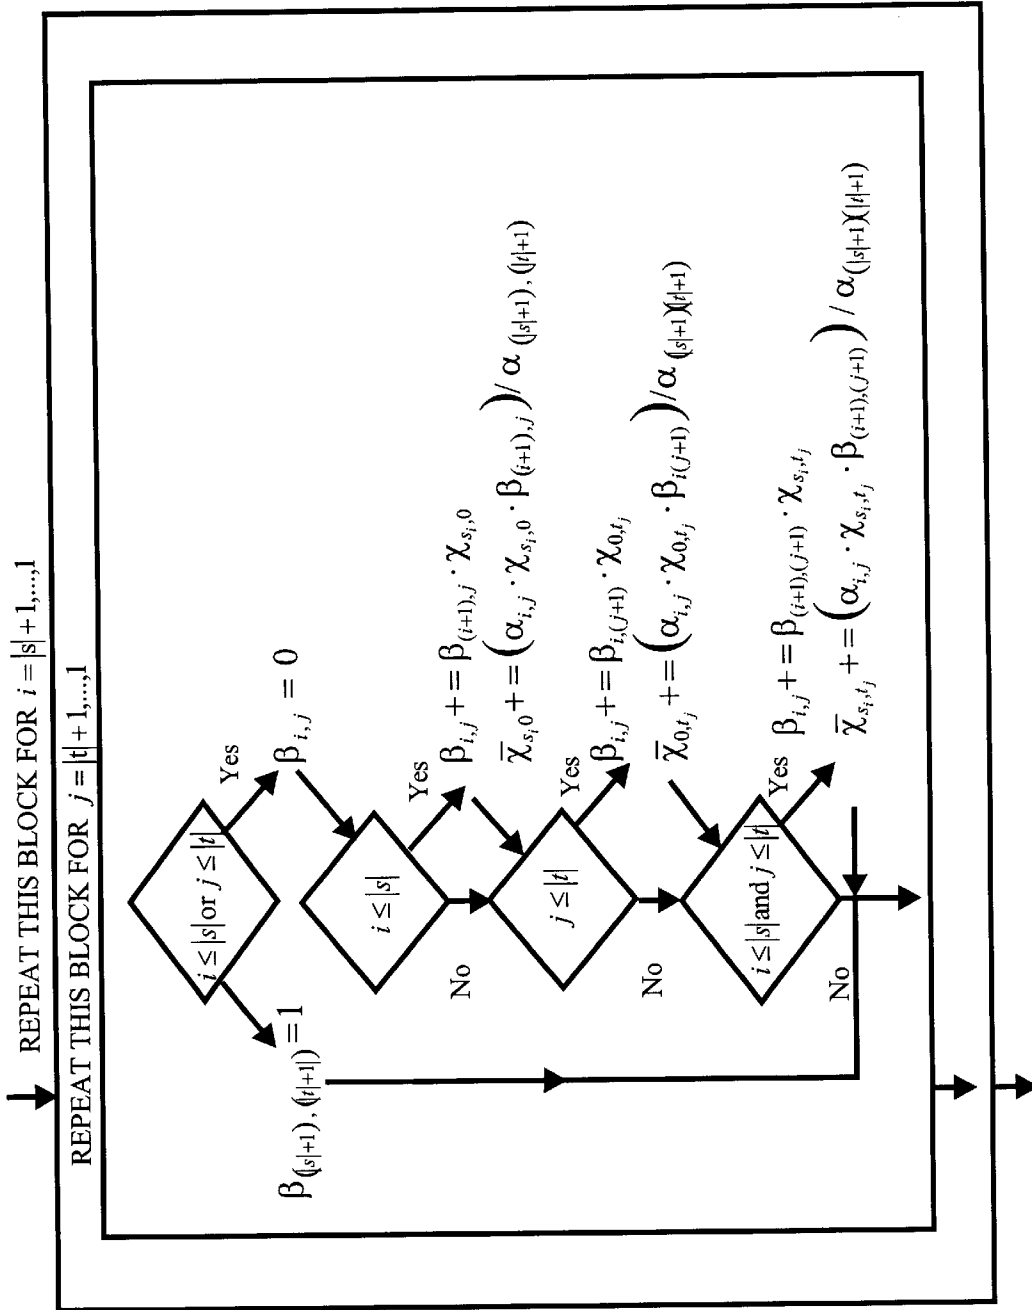 REPEAT THIS BLOCK FOR i = |s|+1,...,1
REPEAT THIS BLOCK FOR j = |t|+1,...,1
i ≤ |s| or j ≤ |t|
Yes
β_{(|s|+1),(|t|+1)} = 1
β_{i,j} = 0
i ≤ |s|
Yes
No
β_{i,j} += β_{(i+1),j} · χ_{s_i,0}
χ̄_{s_i0} += (α_{i,j} · χ_{s_i,0} · β_{(i+1),j}) / α_{(|s|+1),(|t|+1)}
j ≤ |t|
Yes
No
β_{i,j} += β_{i,(j+1)} · χ_{0,t_j}
χ̄_{0,t_j} += (α_{i,j} · χ_{0,t_j} · β_{i(j+1)}) / α_{(|s|+1)(|t|+1)}
i ≤ |s| and j ≤ |t|
Yes
No
β_{i,j} += β_{(i+1),(j+1)} · χ_{s_i,t_j}
χ̄_{s_i,t_j} += (α_{i,j} · χ_{s_i,t_j} · β_{(i+1),(j+1)}) / α_{(|s|+1)(|t|+1)}